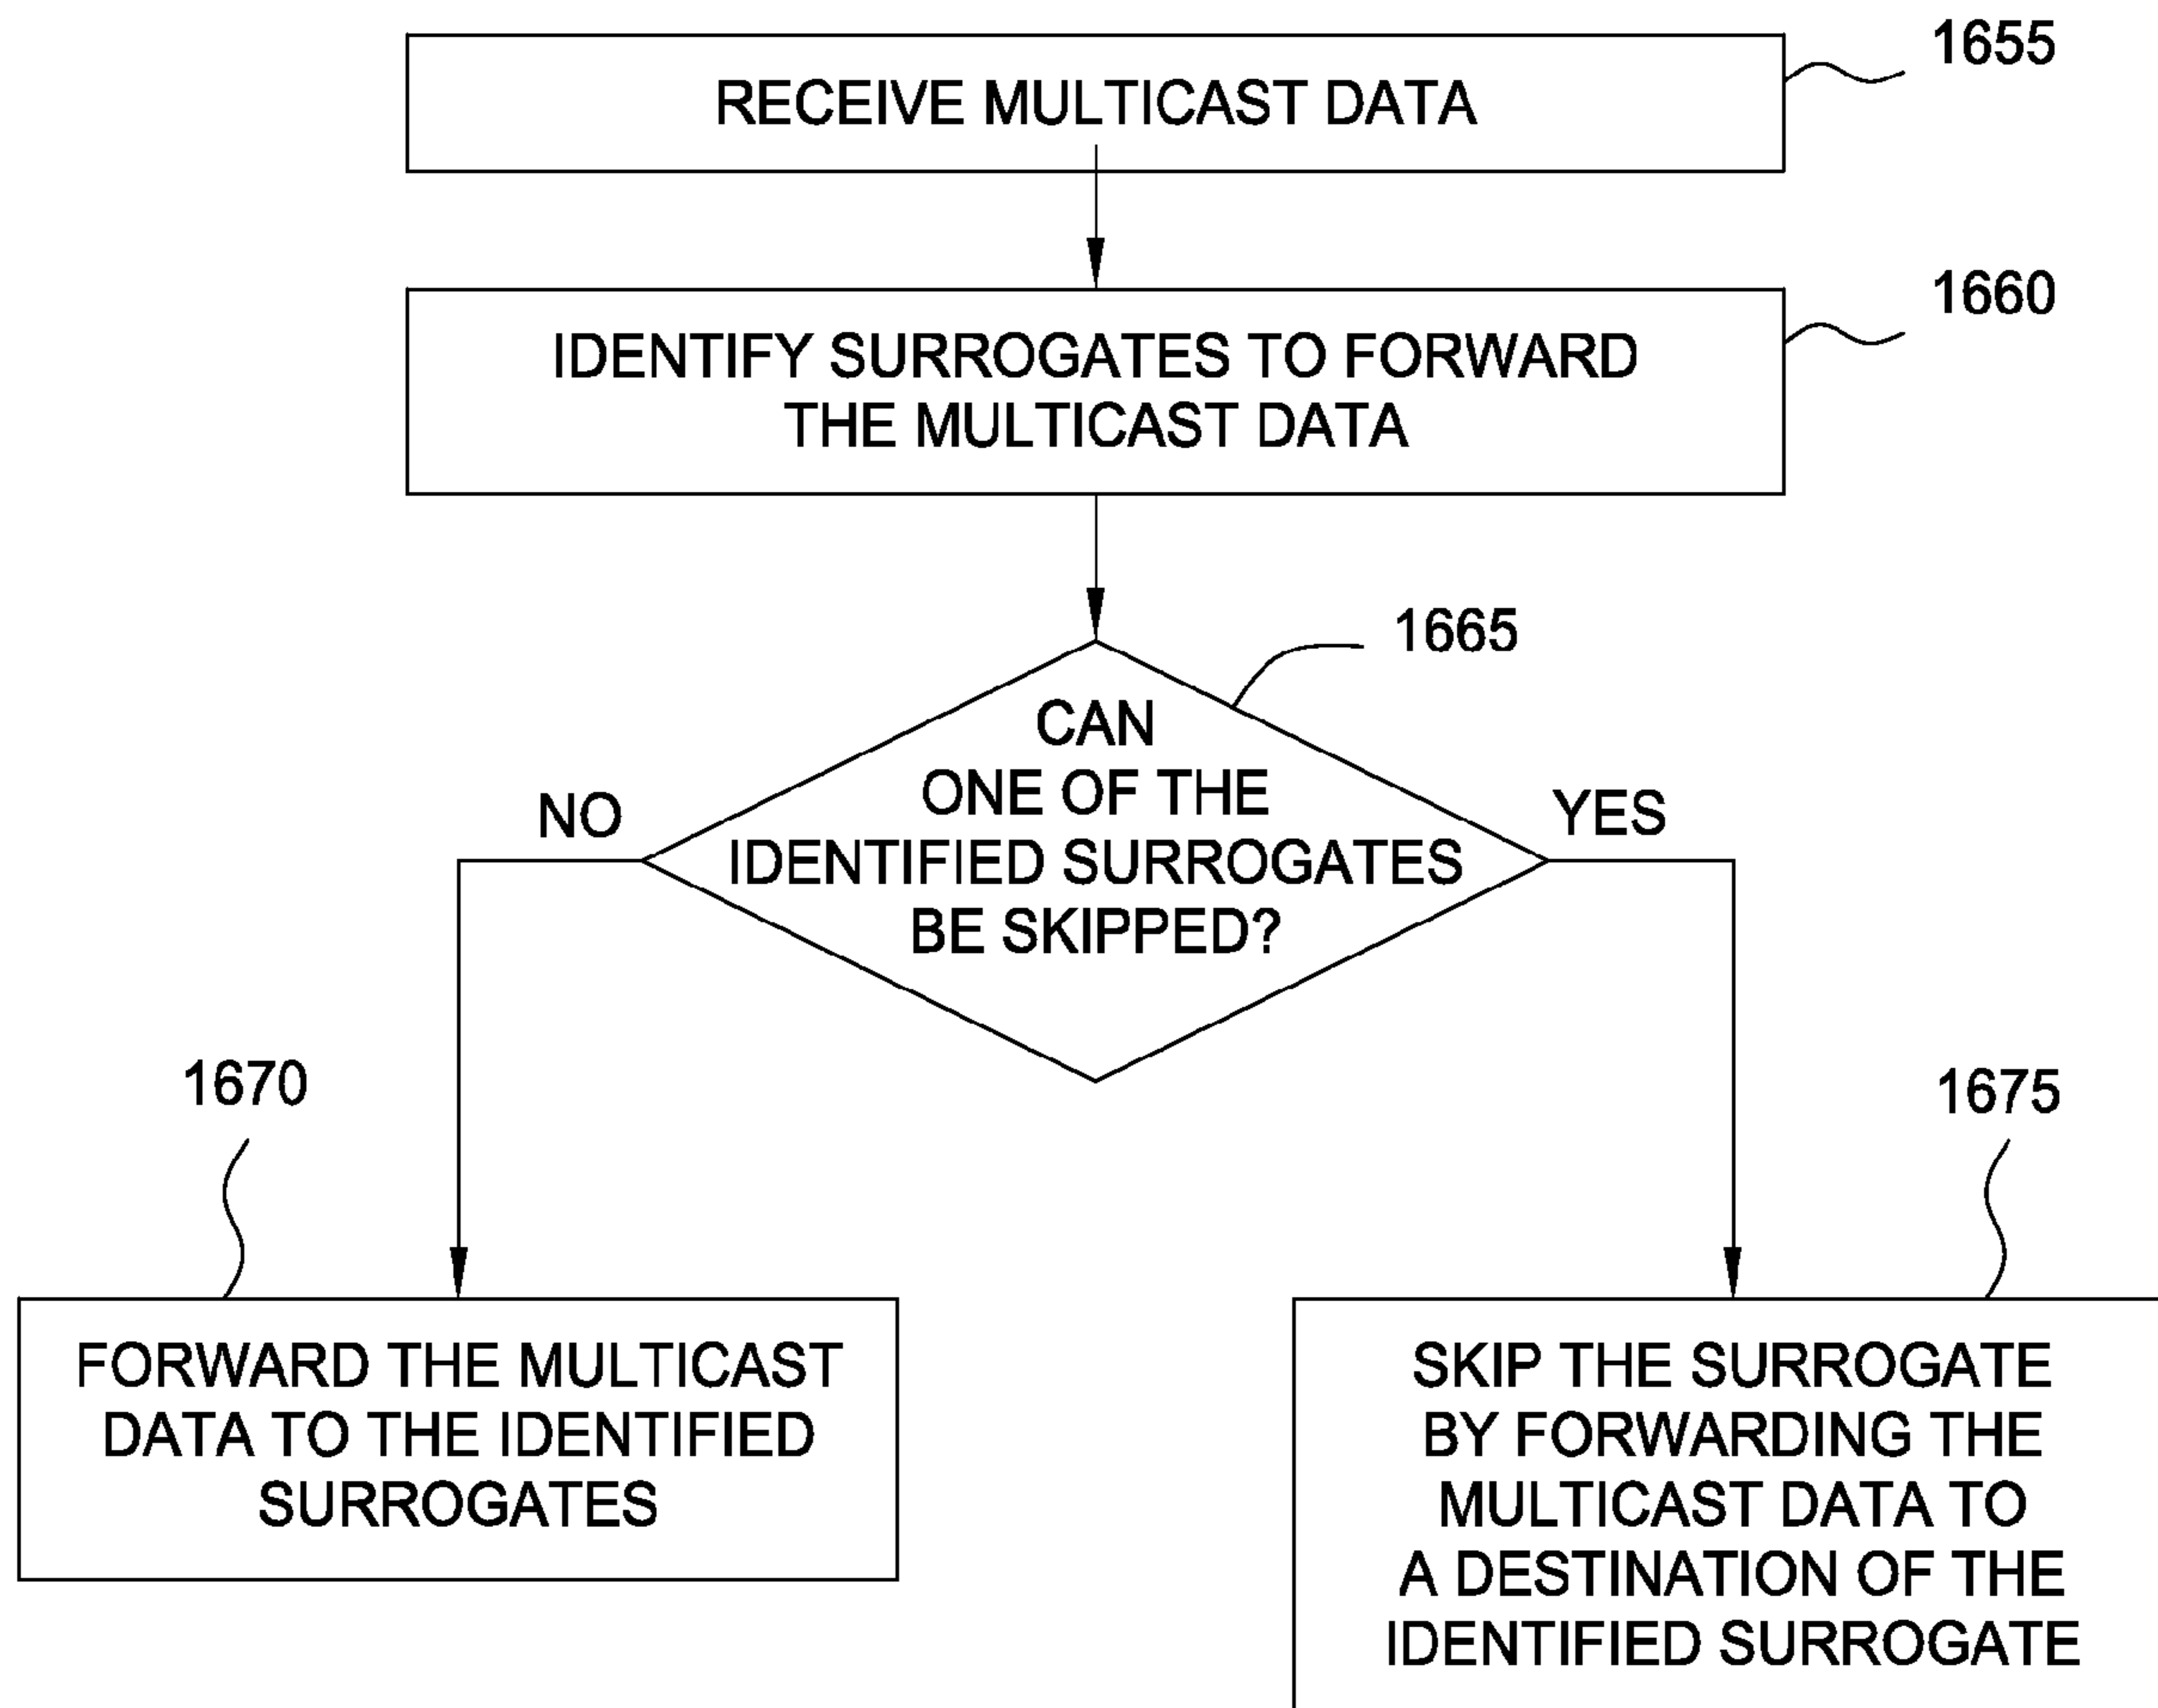 1655
RECEIVE MULTICAST DATA
1660
IDENTIFY SURROGATES TO FORWARD
THE MULTICAST DATA
1665
CAN
ONE OF THE
IDENTIFIED SURROGATES
BE SKIPPED?
NO
YES
1670
FORWARD THE MULTICAST
DATA TO THE IDENTIFIED
SURROGATES
1675
SKIP THE SURROGATE
BY FORWARDING THE
MULTICAST DATA TO
A DESTINATION OF THE
IDENTIFIED SURROGATE